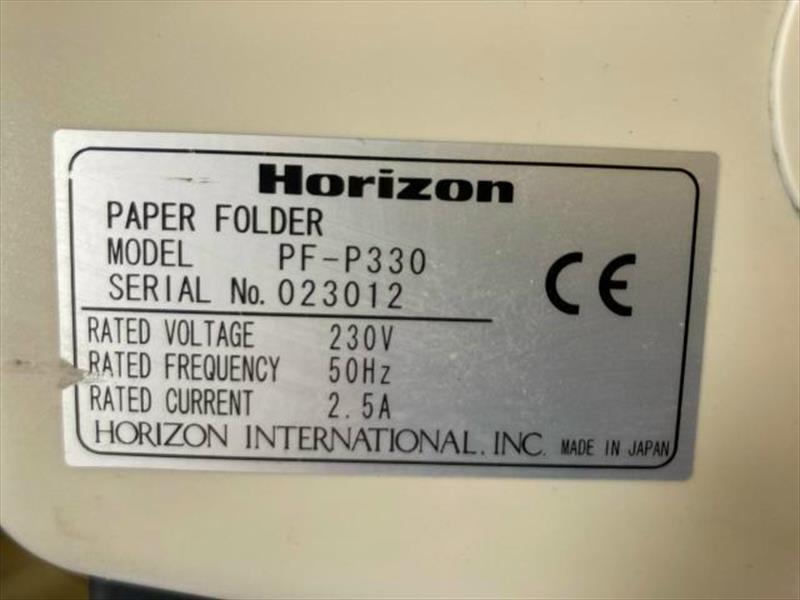 Horizon
PAPER FOLDER
MODEL PF-P330
SERIAL No. 023012
CE
RATED VOLTAGE 230V
RATED FREQUENCY 50Hz
RATED CURRENT 2.5A
HORIZON INTERNATIONAL, INC. MADE IN JAPAN